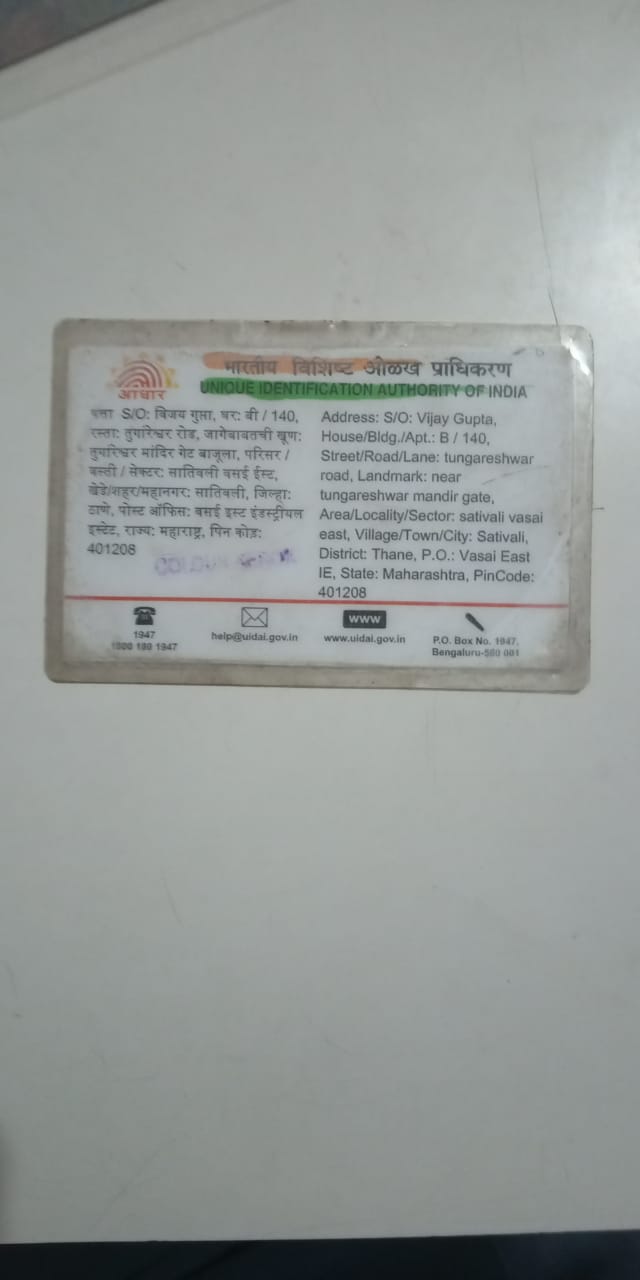 भारतीय विशिष्ट ओळख प्राधिकरण
UNIQUE IDENTIFICATION AUTHORITY OF INDIA
आधार
पत्ता S/O: विजय गुप्ता, घर: बी / 140,
रस्ता: तुगारेश्वर रोड, जागेबाबतची खूण:
तुगारेश्वर मांदिर गेट बाजूला, परिसर /
वस्ती / सेक्टर: सातिवली वसई ईस्ट,
खेडे/शहर/महानगर: सातिवली, जिल्हा:
ठाणे, पोस्ट ऑफिस: वसई इस्ट इंडस्ट्रीयल
इस्टेट, राज्य: महाराष्ट्र, पिन कोड:
401208
Address: S/O: Vijay Gupta,
House/Bldg./Apt.: B / 140,
Street/Road/Lane: tungareshwar
road, Landmark: near
tungareshwar mandir gate,
Area/Locality/Sector: sativali vasai
east, Village/Town/City: Sativali,
District: Thane, P.O.: Vasai East
IE, State: Maharashtra, PinCode:
401208
1947
1800 180 1947
help@uidai.gov.in
WWW
www.uidai.gov.in
P.O. Box No. 1947,
Bengaluru-560 001